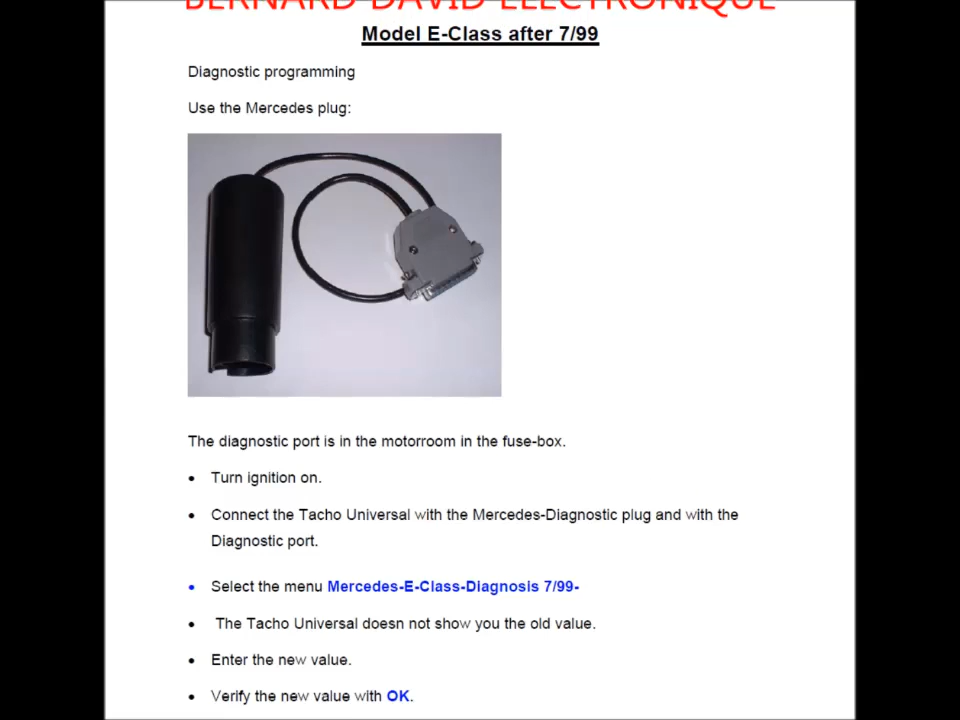 BERNARD DAVID ELECTRONIQUE
Model E-Class after 7/99
Diagnostic programming
Use the Mercedes plug:
The diagnostic port is in the motorroom in the fuse-box.
• Turn ignition on.
• Connect the Tacho Universal with the Mercedes-Diagnostic plug and with the
Diagnostic port.
• Select the menu Mercedes-E-Class-Diagnosis 7/99-
• The Tacho Universal doesn not show you the old value.
• Enter the new value.
• Verify the new value with OK.